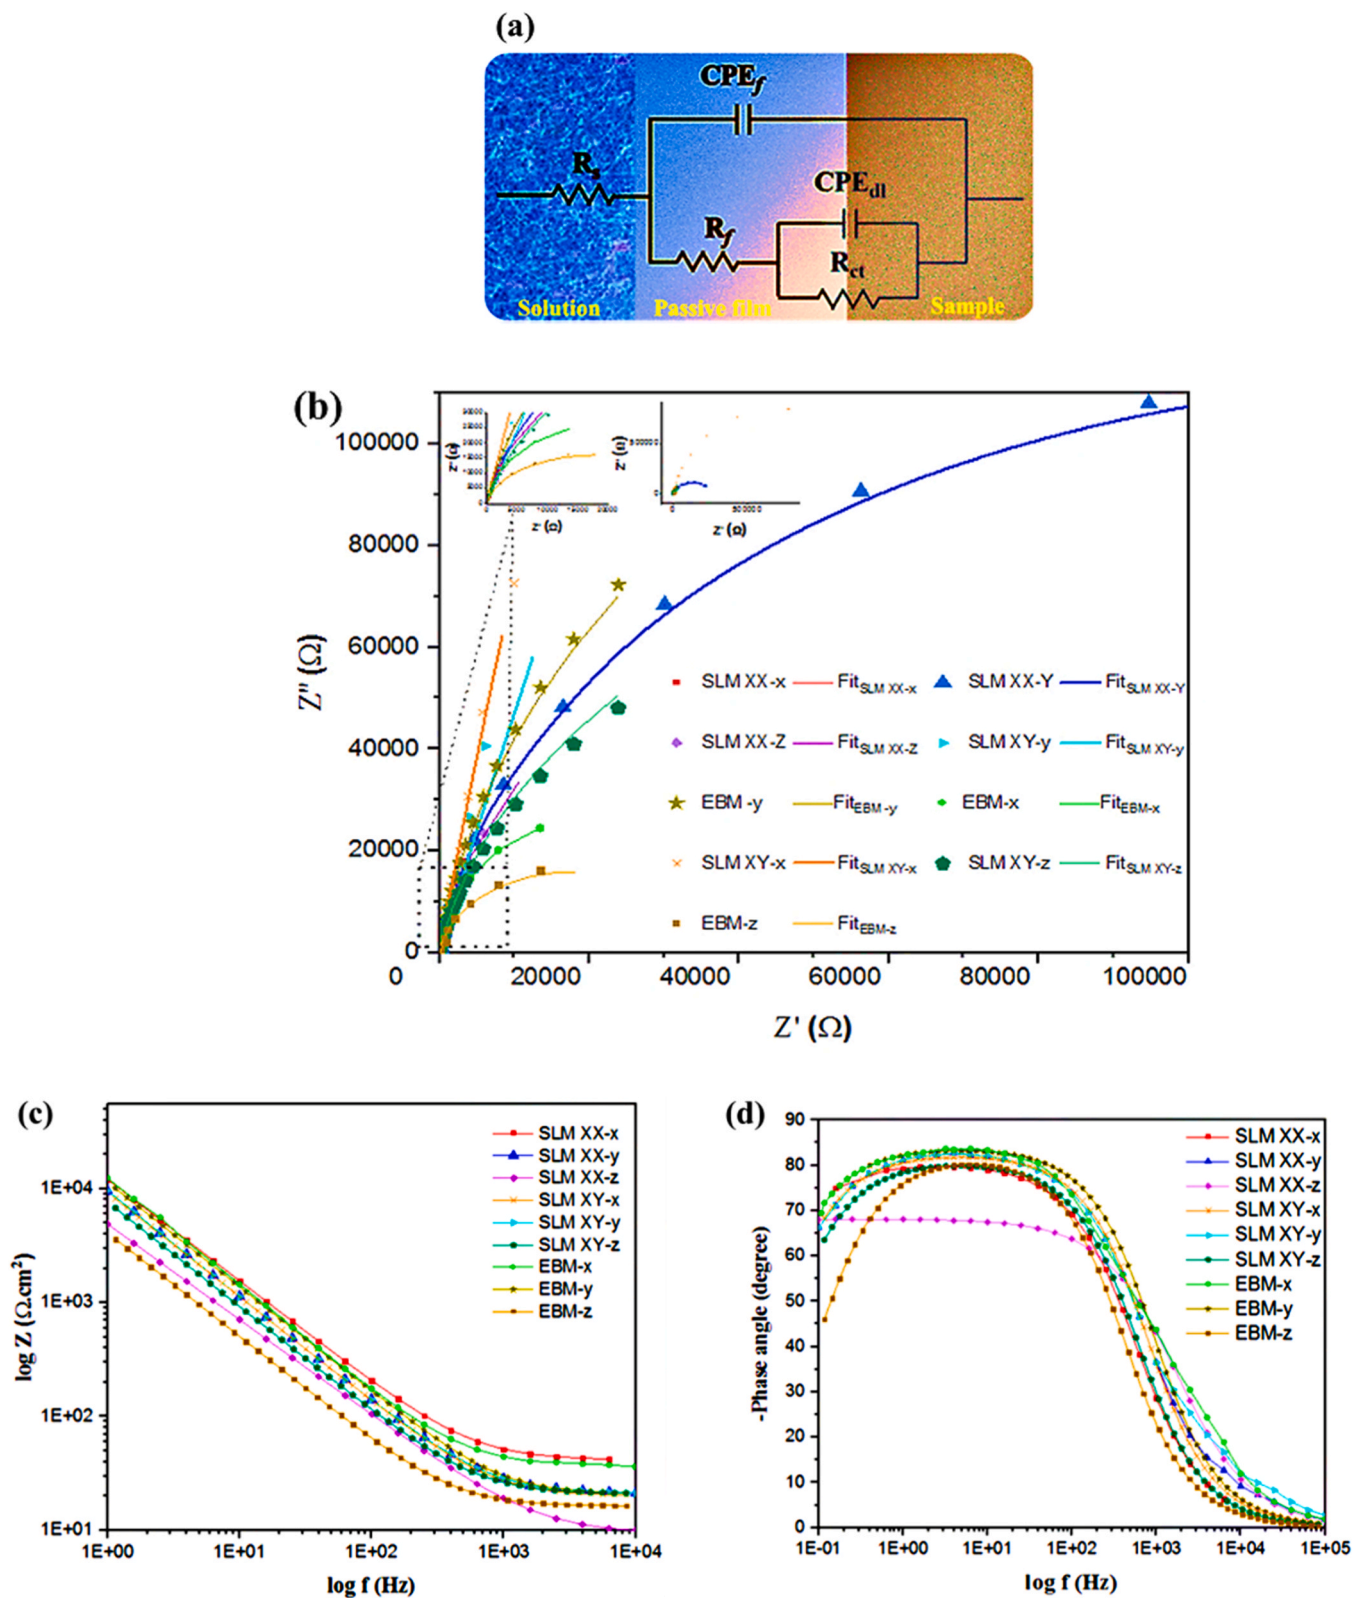 (a)
CPEf
Rs
CPEdl
Rf
Rct
Solution
Passive film
Sample
(b)
Z'' (Ω)
100000
80000
60000
40000
20000
0
0
20000
40000
60000
80000
100000
Z' (Ω)
Z'' (Ω)
Z' (Ω)
Z'' (Ω)
Z' (Ω)
SLM XX-x
FitSLM XX-x
SLM XX-Y
FitSLM XX-Y
SLM XX-Z
FitSLM XX-Z
SLM XY-y
FitSLM XY-y
EBM -y
FitEBM -y
EBM-x
FitEBM-x
SLM XY-x
FitSLM XY-x
SLM XY-z
FitSLM XY-z
EBM-z
FitEBM-z
(c)
log Z (Ω.cm²)
1E+04
1E+03
1E+02
1E+01
1E+00
1E+01
1E+02
1E+03
1E+04
log f (Hz)
SLM XX-x
SLM XX-y
SLM XX-z
SLM XY-x
SLM XY-y
SLM XY-z
EBM-x
EBM-y
EBM-z
(d)
-Phase angle (degree)
90
80
70
60
50
40
30
20
10
0
1E-01
1E+00
1E+01
1E+02
1E+03
1E+04
1E+05
log f (Hz)
SLM XX-x
SLM XX-y
SLM XX-z
SLM XY-x
SLM XY-y
SLM XY-z
EBM-x
EBM-y
EBM-z